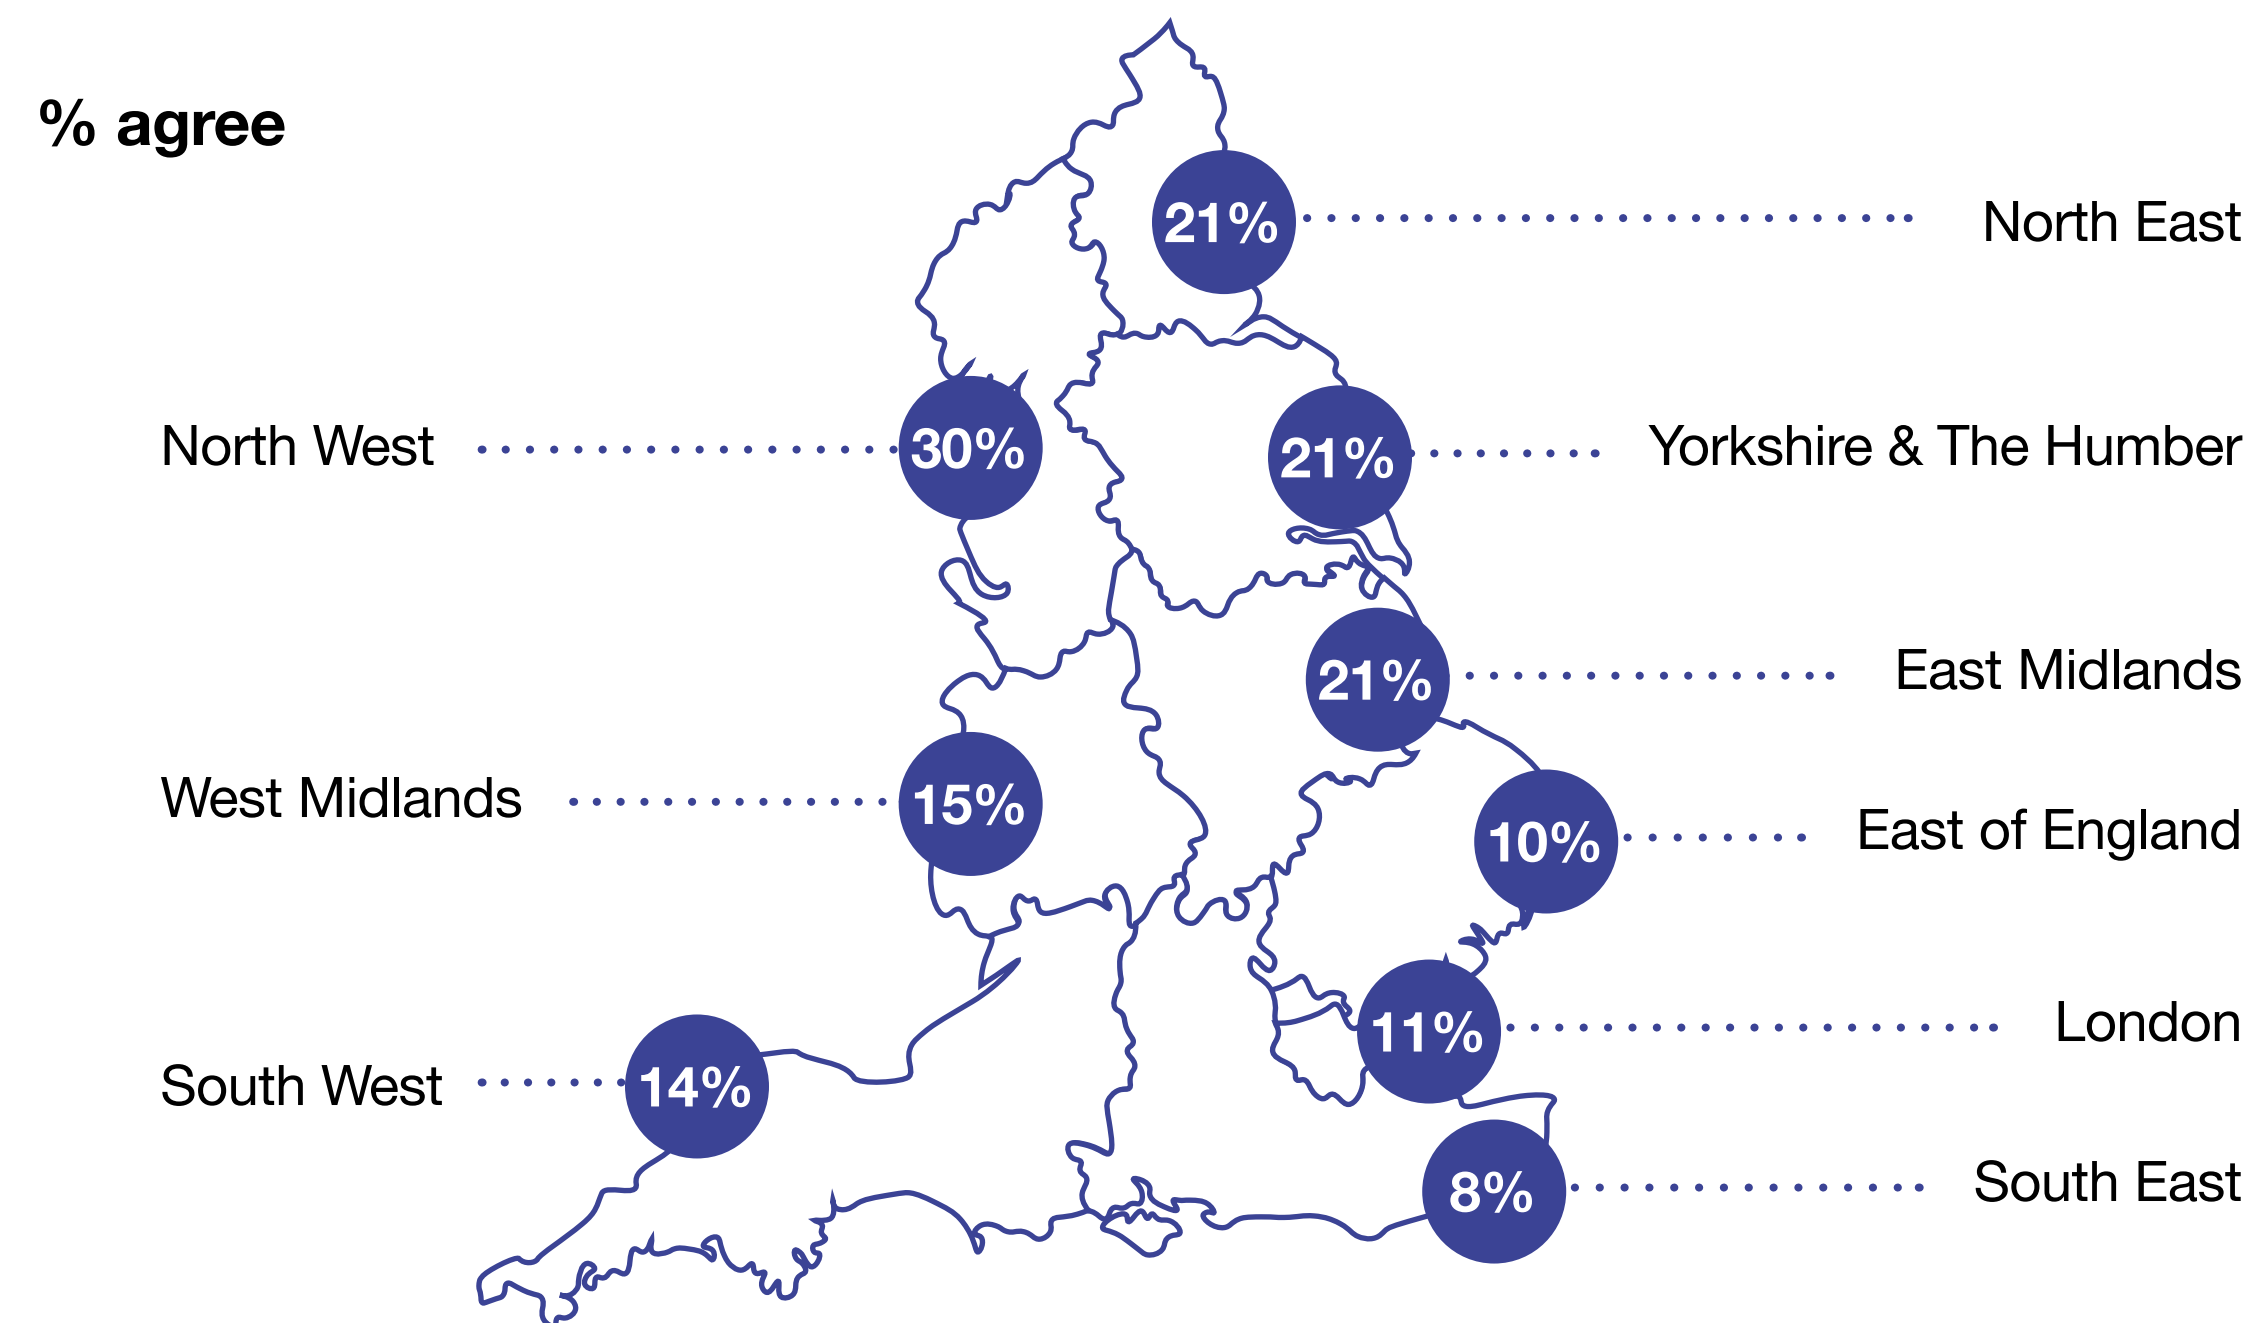 % agree
21%
North East
North West
30%
21%
Yorkshire & The Humber
21%
East Midlands
West Midlands
15%
10%
East of England
11%
London
South West
14%
8%
South East